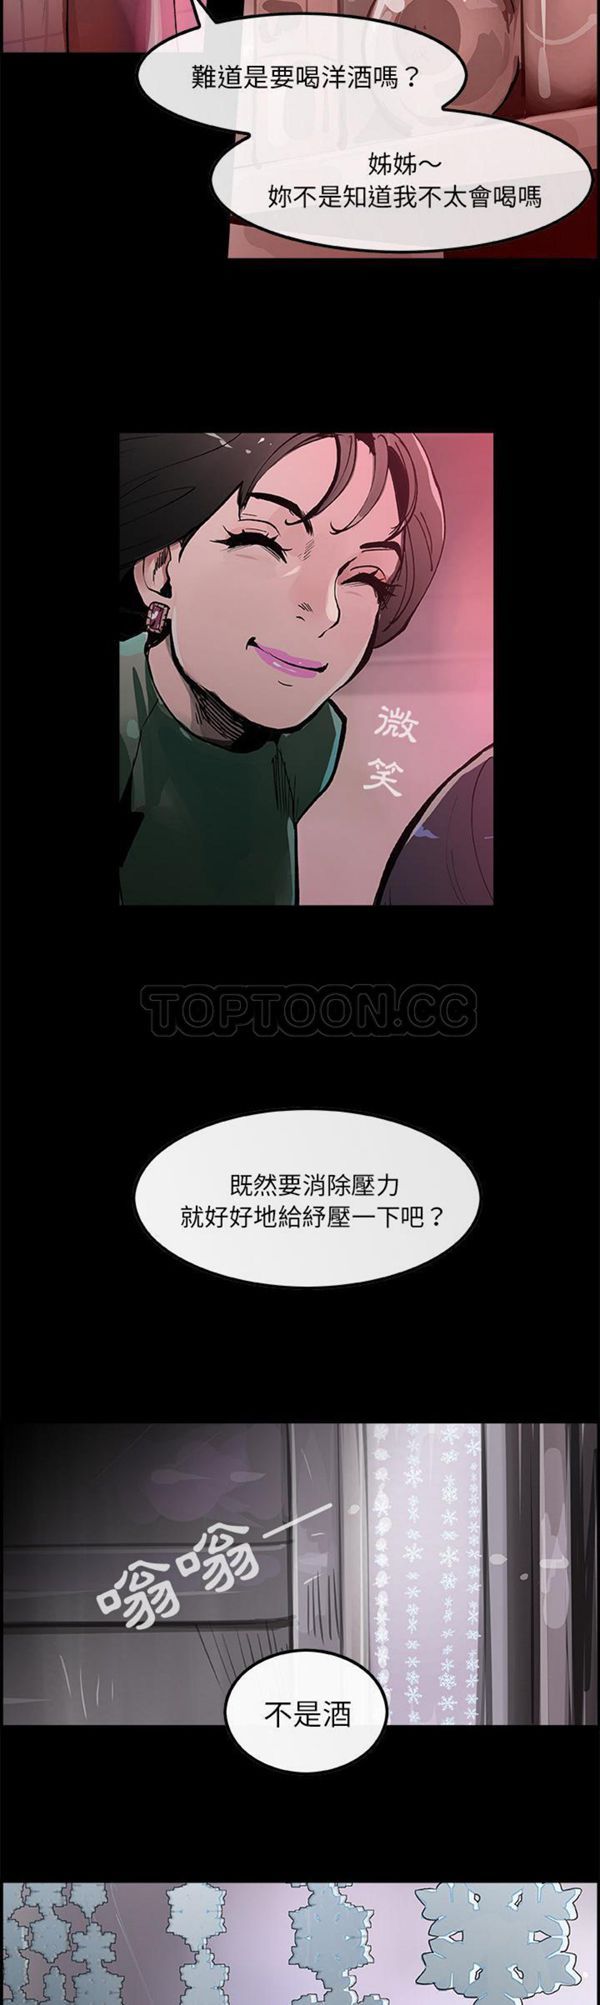 難道是要喝洋酒嗎？
姊姊～
妳不是知道我不太會喝嗎
微笑
TOPTOON.CC
既然要消除壓力
就好好地給紓壓一下吧？
嗡嗡—
不是酒